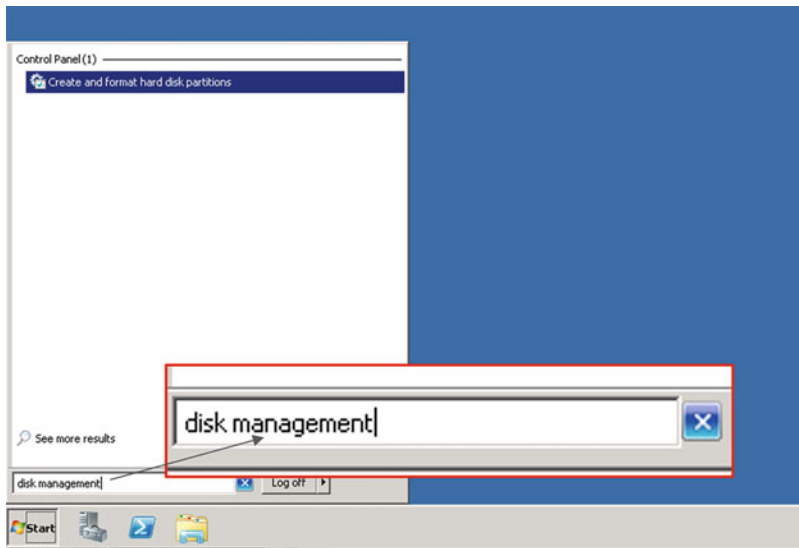 Control Panel (1)
Create and format hard disk partitions
disk management
See more results
disk management
Log off
Start